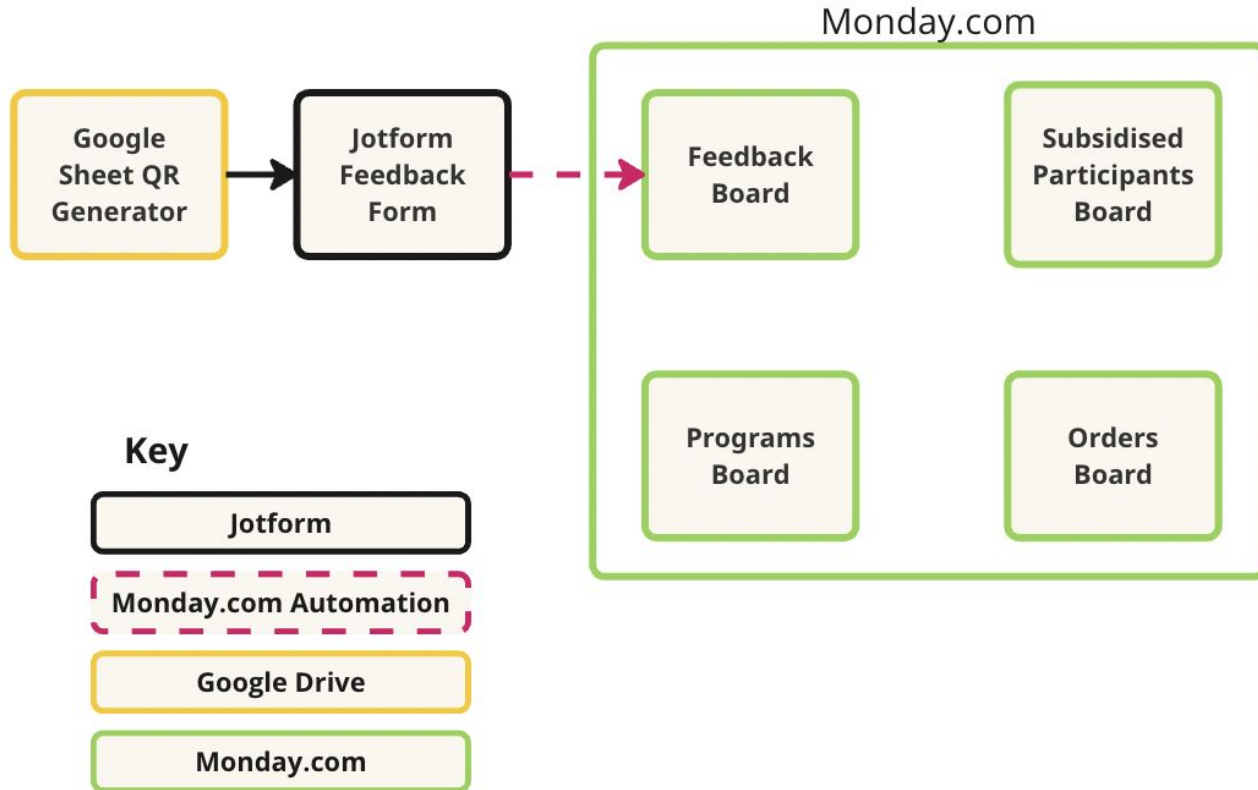 Monday.com
Google
Sheet QR
Generator
Jotform
Feedback
Form
Feedback
Board
Subsidised
Participants
Board
Programs
Board
Orders
Board
Key
Jotform
Monday.com Automation
Google Drive
Monday.com